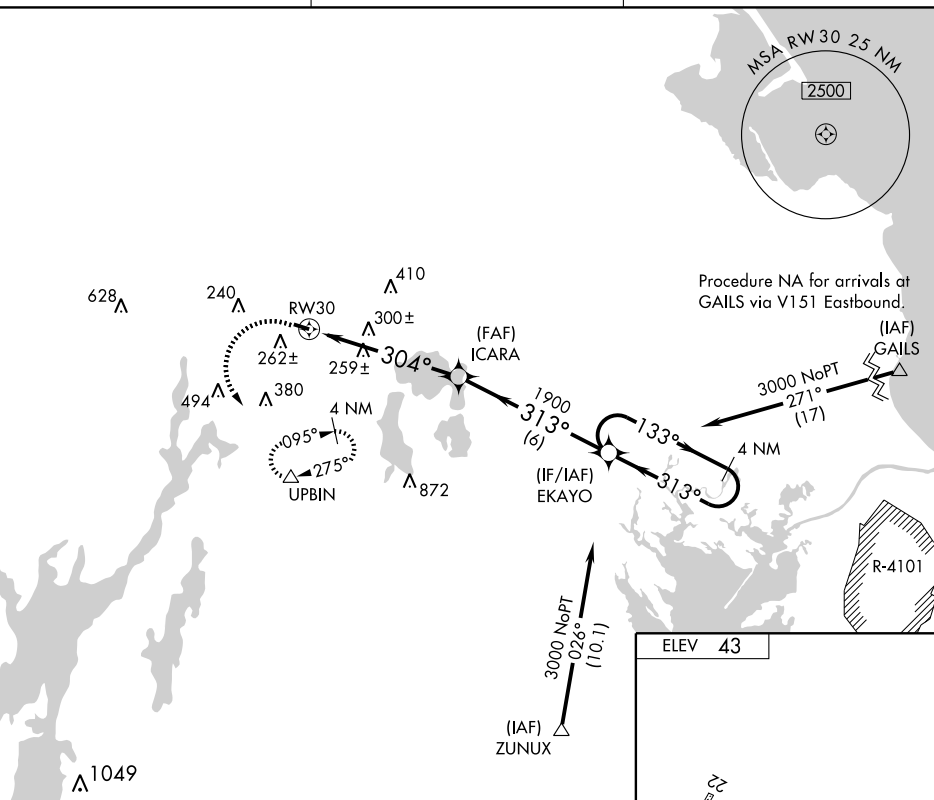 MSA RW30 25 NM
2500
Procedure NA for arrivals at
GAILS via V151 Eastbound.
410
628
240
RW30
300±
(FAF)
ICARA
(IAF)
GAILS
262±
259±
304°
3000 NoPT
271°
(17)
494
380
1900
313°
(6)
4 NM
095°
275°
UPBIN
133°
4 NM
313°
872
(IF/IAF)
EKAYO
R-4101
3000 NoPT
026°
(10.1)
ELEV 43
(IAF)
ZUNUX
1049
22